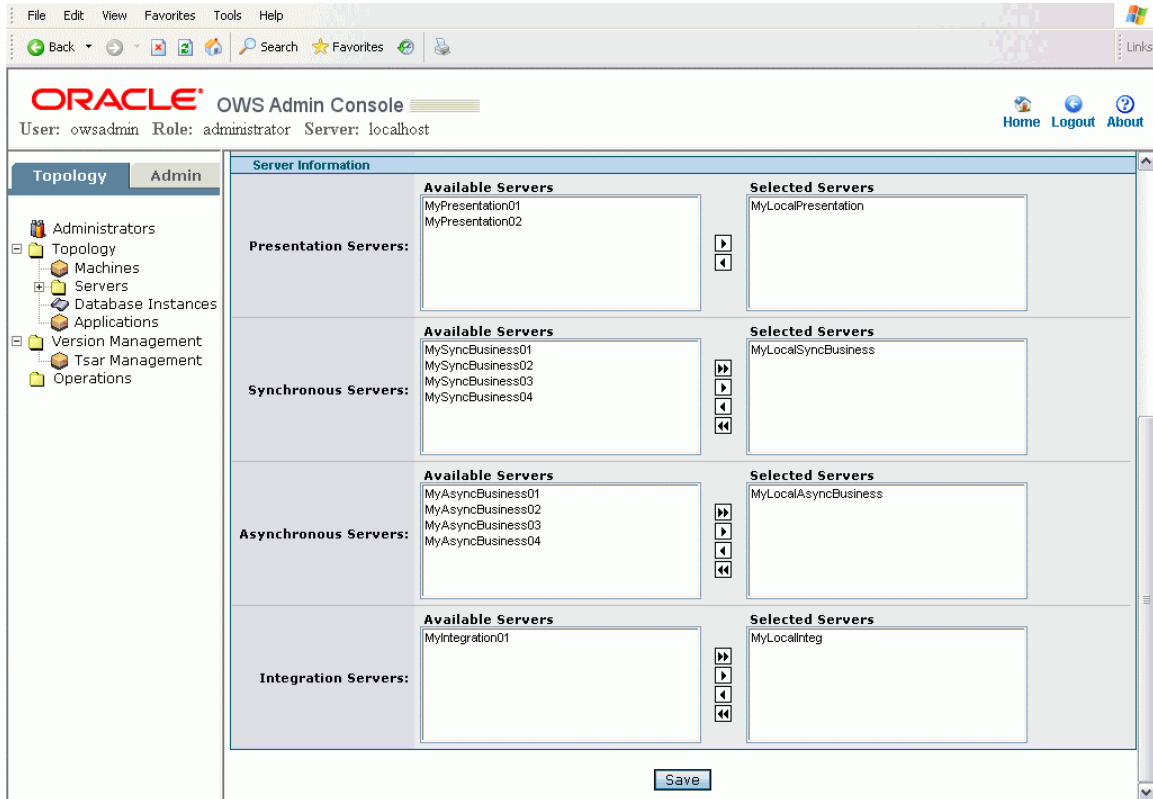 File Edit View Favorites Tools Help
Back Search Favorites
Links
ORACLE OWS Admin Console
User: owsadmin Role: administrator Server: localhost
Home Logout About
Topology Admin
Administrators
Topology
Machines
Servers
Database Instances
Applications
Version Management
Tsar Management
Operations
Server Information
Presentation Servers:
Available Servers
MyPresentation01
MyPresentation02
Selected Servers
MyLocalPresentation
Synchronous Servers:
Available Servers
MySyncBusiness01
MySyncBusiness02
MySyncBusiness03
MySyncBusiness04
Selected Servers
MyLocalSyncBusiness
Asynchronous Servers:
Available Servers
MyAsyncBusiness01
MyAsyncBusiness02
MyAsyncBusiness03
MyAsyncBusiness04
Selected Servers
MyLocalAsyncBusiness
Integration Servers:
Available Servers
MyIntegration01
Selected Servers
MyLocalInteg
Save